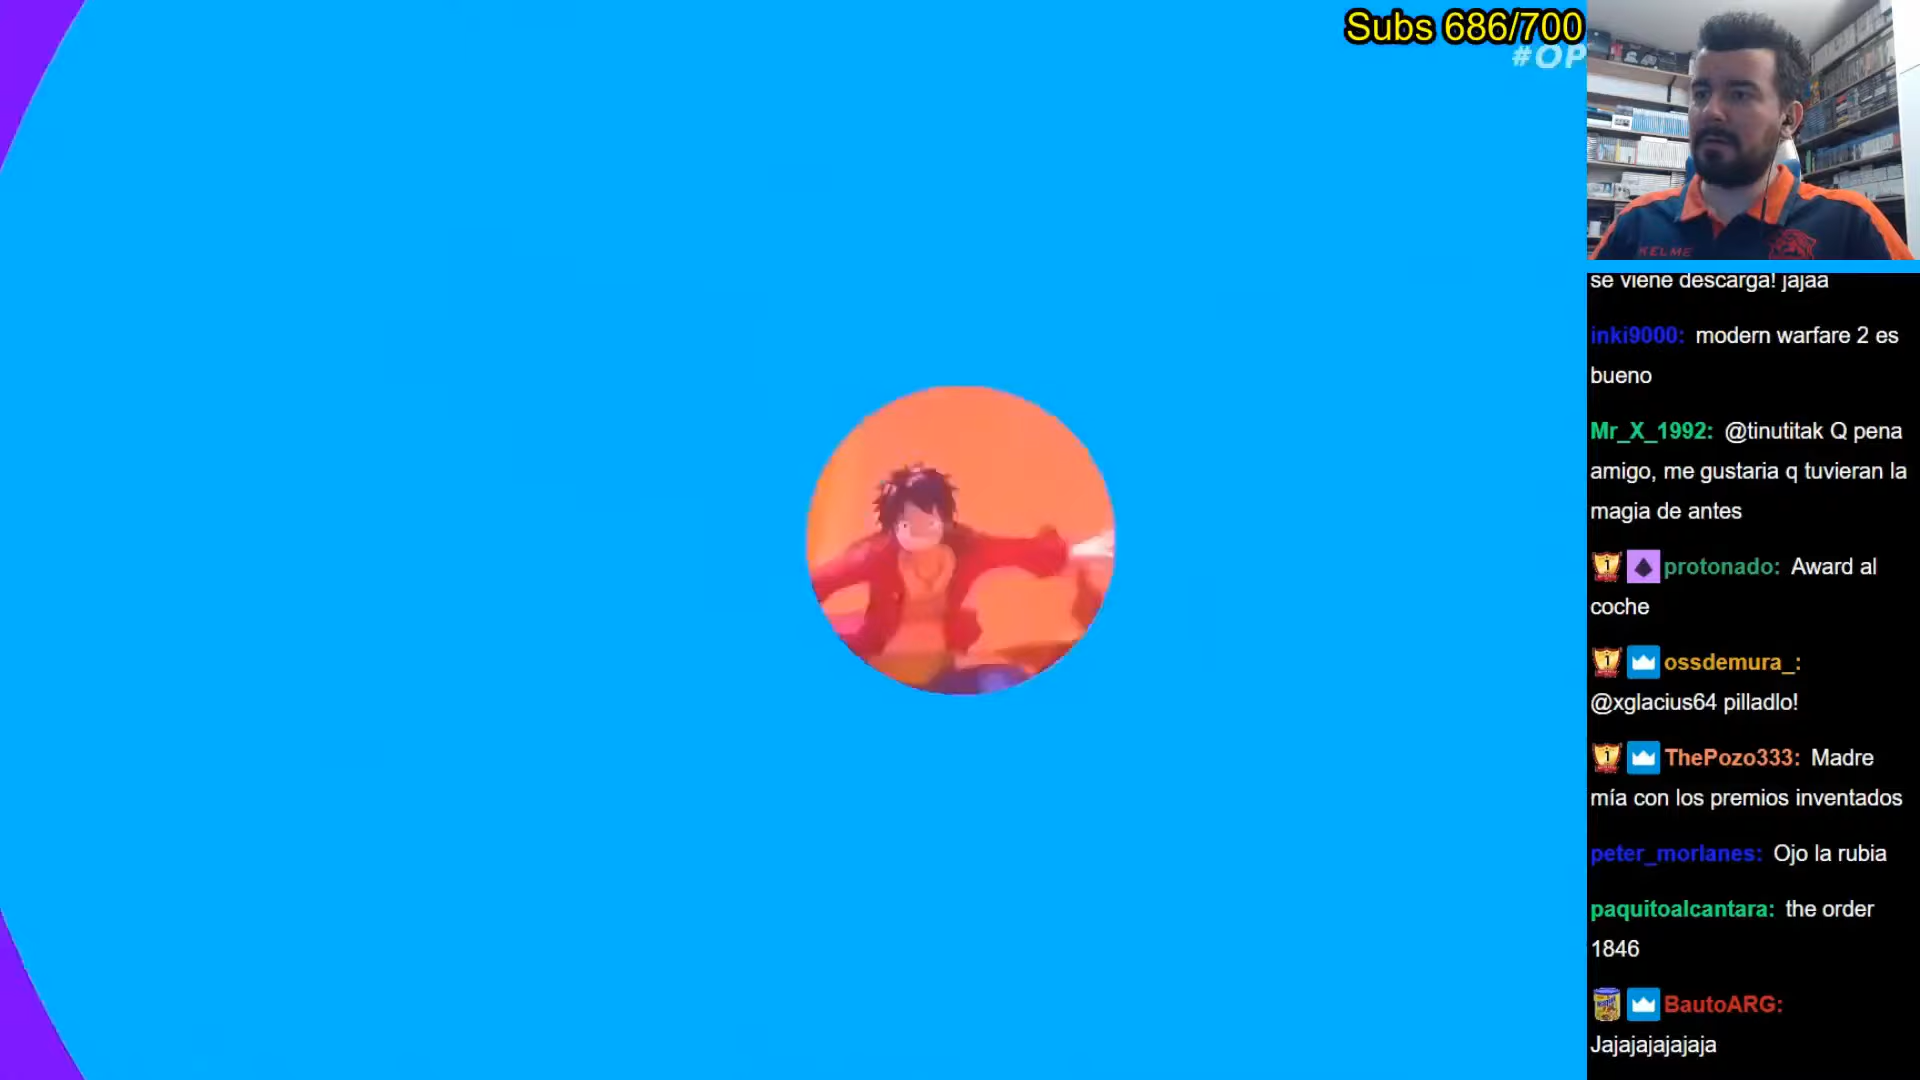 Subs 686/700
#OP
KELME
se viene descarga! jajaa
inki9000: modern warfare 2 es
bueno
Mr_X_1992: @tinutitak Q pena
amigo, me gustaria q tuvieran la
magia de antes
protonado: Award al
coche
ossdemura_:
@xglacius64 pilladlo!
ThePozo333: Madre
mía con los premios inventados
peter_morlanes: Ojo la rubia
paquitoalcantara: the order
1846
BautoARG:
Jajajajajajaja